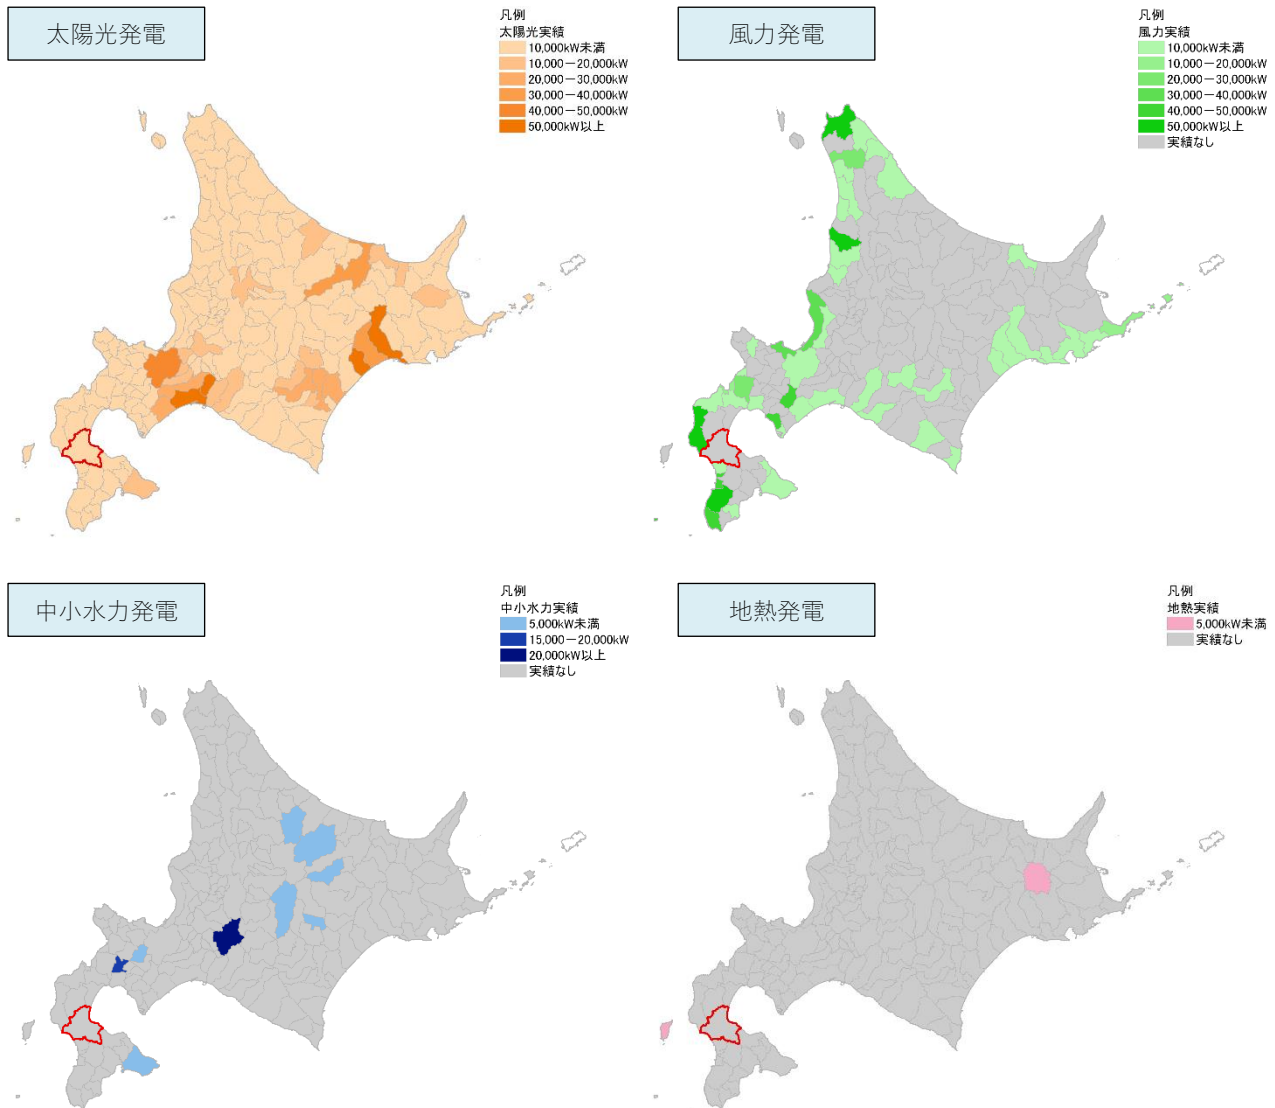 太陽光発電
凡例
太陽光実績
10,000kW未満
10,000－20,000kW
20,000－30,000kW
30,000－40,000kW
40,000－50,000kW
50,000kW以上
風力発電
凡例
風力実績
10,000kW未満
10,000－20,000kW
20,000－30,000kW
30,000－40,000kW
40,000－50,000kW
50,000kW以上
実績なし
中小水力発電
凡例
中小水力実績
5,000kW未満
15,000－20,000kW
20,000kW以上
実績なし
地熱発電
凡例
地熱実績
5,000kW未満
実績なし